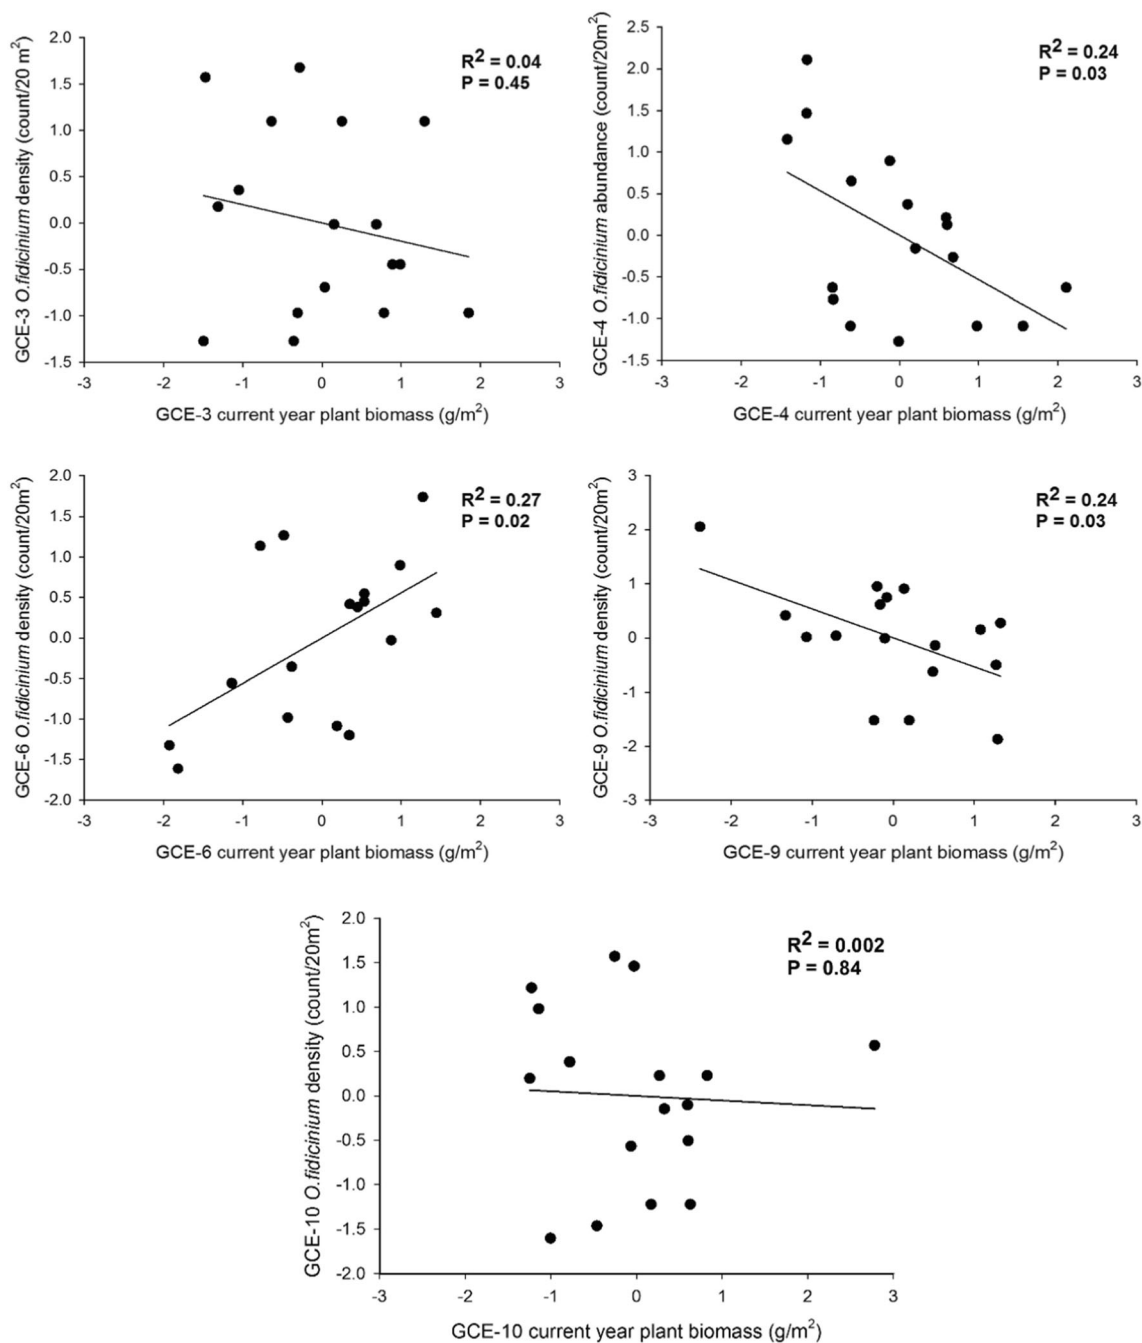 GCE-3 O.fidicinium density (count/20 m²)
2.0
1.5
1.0
0.5
0.0
-0.5
-1.0
-1.5
R² = 0.04
P = 0.45
-3 -2 -1 0 1 2 3
GCE-3 current year plant biomass (g/m²)
GCE-4 O.fidicinium abundance (count/20m²)
2.5
2.0
1.5
1.0
0.5
0.0
-0.5
-1.0
-1.5
R² = 0.24
P = 0.03
-3 -2 -1 0 1 2 3
GCE-4 current year plant biomass (g/m²)
GCE-6 O.fidicinium density (count/20m²)
2.0
1.5
1.0
0.5
0.0
-0.5
-1.0
-1.5
-2.0
R² = 0.27
P = 0.02
-3 -2 -1 0 1 2 3
GCE-6 current year plant biomass (g/m²)
GCE-9 O.fidicinium density (count/20m²)
3
2
1
0
-1
-2
-3
R² = 0.24
P = 0.03
-3 -2 -1 0 1 2 3
GCE-9 current year plant biomass (g/m²)
GCE-10 O.fidicinium density (count/20m²)
2.0
1.5
1.0
0.5
0.0
-0.5
-1.0
-1.5
-2.0
R² = 0.002
P = 0.84
-3 -2 -1 0 1 2 3
GCE-10 current year plant biomass (g/m²)